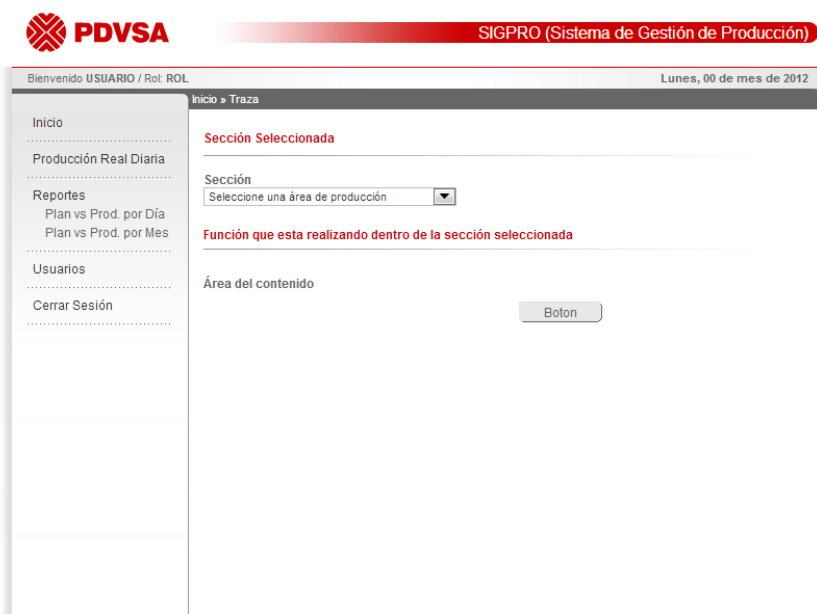 PDVSA
SIGPRO (Sistema de Gestión de Producción)
Bienvenido USUARIO / Rol: ROL
Lunes, 00 de mes de 2012
Inicio » Traza
Inicio
Producción Real Diaria
Reportes
Plan vs Prod. por Día
Plan vs Prod. por Mes
Usuarios
Cerrar Sesión
Sección Seleccionada
Sección
Seleccione una área de producción
Función que esta realizando dentro de la sección seleccionada
Área del contenido
Boton